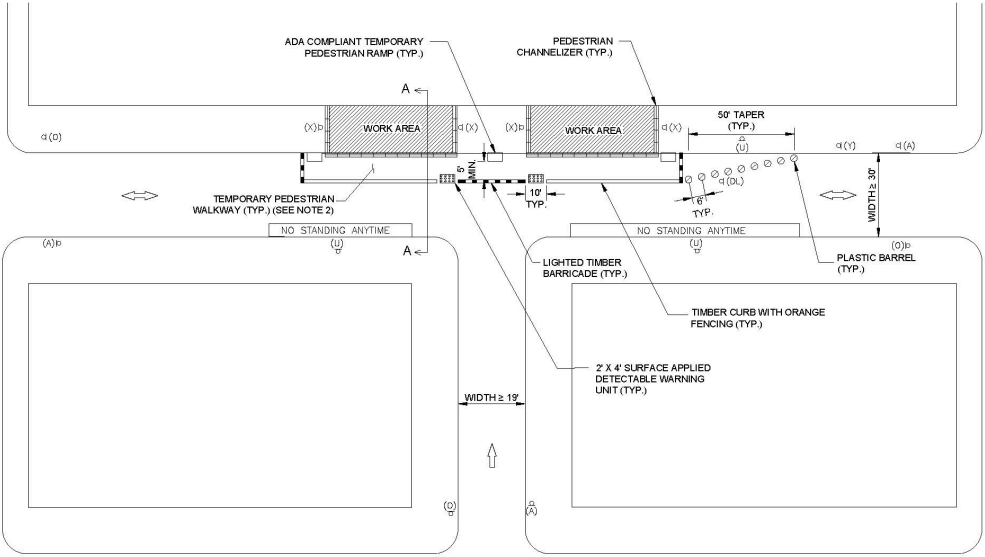 ADA COMPLIANT TEMPORARY
PEDESTRIAN RAMP (TYP.)
PEDESTRIAN
CHANNELIZER (TYP.)
A
50' TAPER
(TYP.)
(X)
WORK AREA
(X)
(X)
WORK AREA
(X)
(O)
(U)
(Y)
(A)
5'
MIN.
(DL)
10'
TYP.
6'
TYP.
WIDTH ≥ 30'
TEMPORARY PEDESTRIAN
WALKWAY (TYP.) (SEE NOTE 2)
NO STANDING ANYTIME
NO STANDING ANYTIME
(A)
(U)
A
(U)
(O)
LIGHTED TIMBER
BARRICADE (TYP.)
PLASTIC BARREL
(TYP.)
TIMBER CURB WITH ORANGE
FENCING (TYP.)
2' X 4' SURFACE APPLIED
DETECTABLE WARNING
UNIT (TYP.)
WIDTH ≥ 19'
(O)
(A)